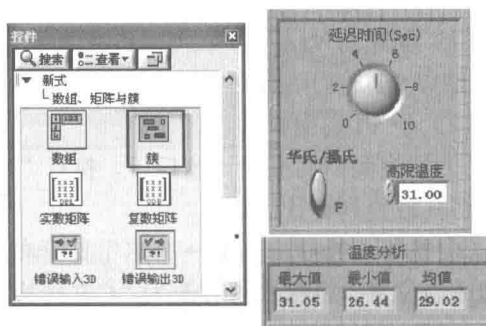 控件
搜索 查看
新式
数组、矩阵与簇
数组 簇
实数矩阵 复数矩阵
错误输入3D 错误输出3D
延迟时间(Sec)
4 6
2 8
0 10
华氏/摄氏
F
高限温度
31.00
温度分析
最大值 最小值 均值
31.05 26.44 29.02